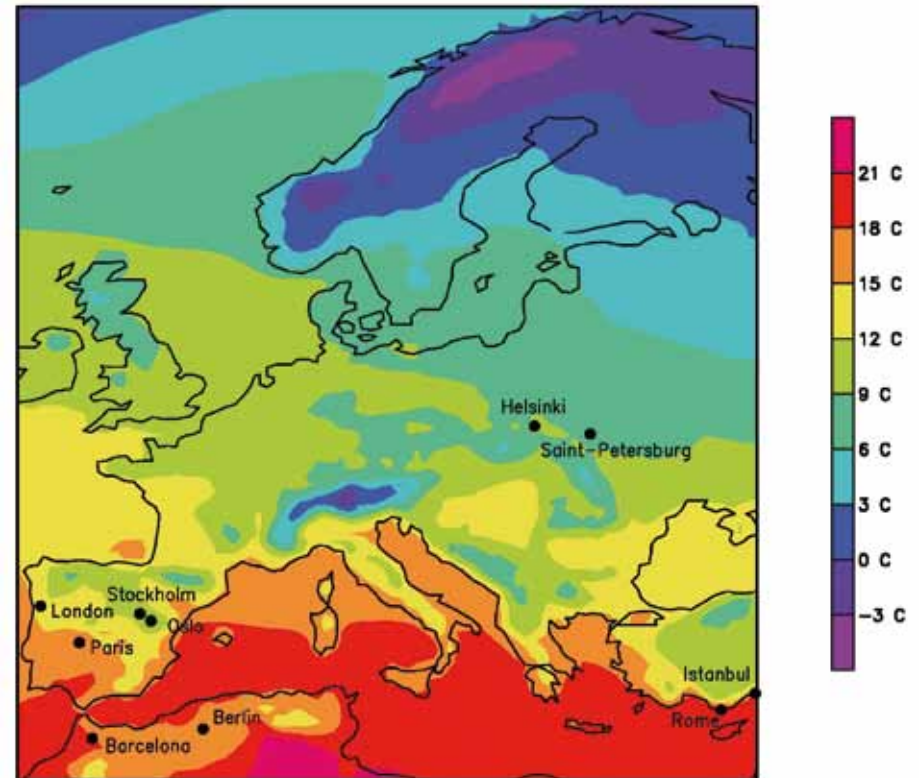 21 C
18 C
15 C
12 C
9 C
6 C
3 C
0 C
−3 C
Helsinki
Saint−Petersburg
Stockholm
London
Oslo
Paris
Istanbul
Rome
Berlin
Barcelona